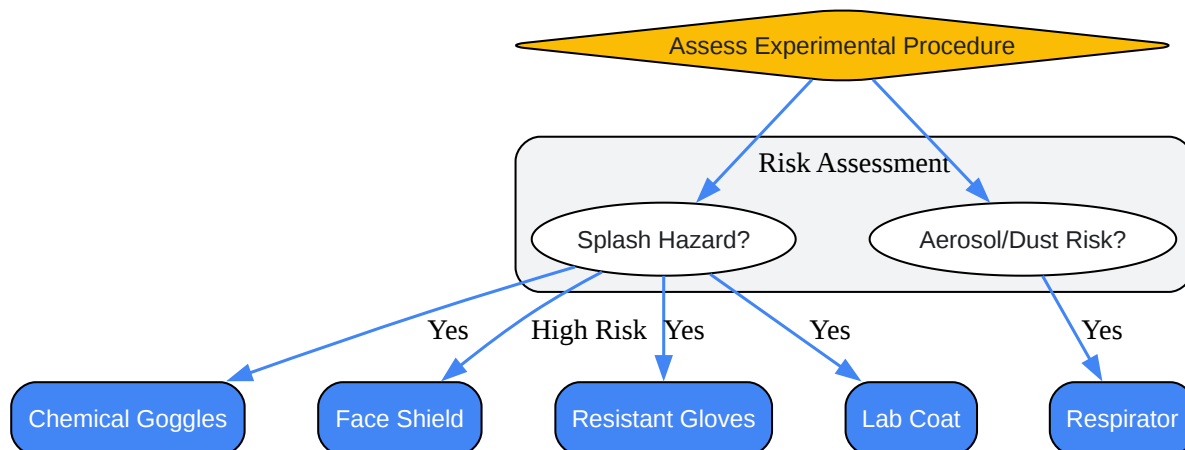 Assess Experimental Procedure
Risk Assessment
Splash Hazard?
Aerosol/Dust Risk?
Yes
High Risk
Yes
Yes
Yes
Chemical Goggles
Face Shield
Resistant Gloves
Lab Coat
Respirator